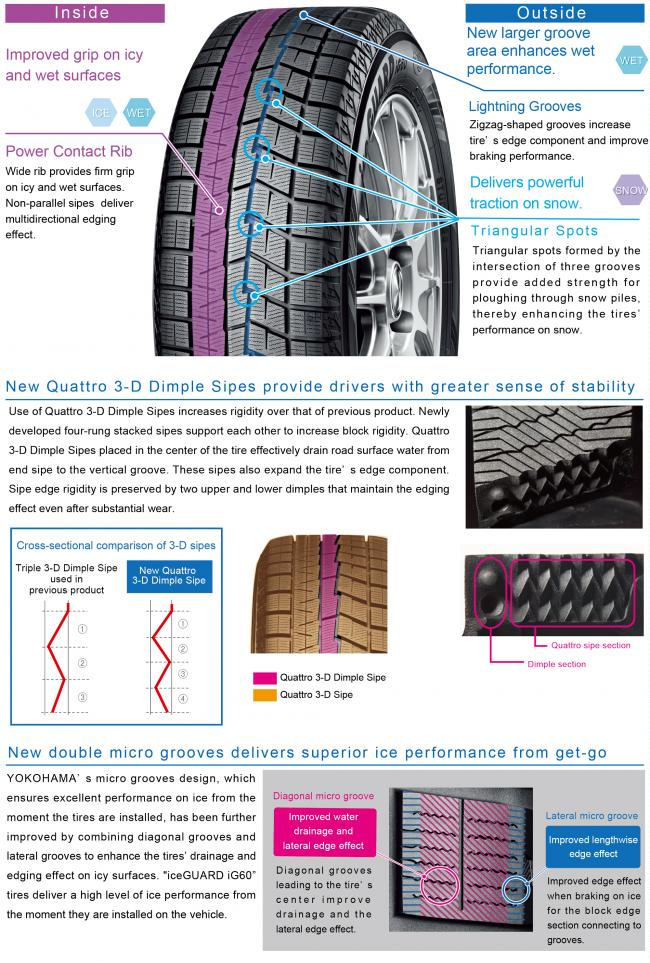 Inside
Outside
Improved grip on icy
and wet surfaces
ICE
WET
Power Contact Rib
Wide rib provides firm grip
on icy and wet surfaces.
Non-parallel sipes deliver
multidirectional edging
effect.
New larger groove
area enhances wet
performance.
WET
Lightning Grooves
Zigzag-shaped grooves increase
tire' s edge component and improve
braking performance.
Delivers powerful
traction on snow.
SNOW
Triangular Spots
Triangular spots formed by the
intersection of three grooves
provide added strength for
ploughing through snow piles,
thereby enhancing the tires'
performance on snow.
New Quattro 3-D Dimple Sipes provide drivers with greater sense of stability
Use of Quattro 3-D Dimple Sipes increases rigidity over that of previous product. Newly
developed four-rung stacked sipes support each other to increase block rigidity. Quattro
3-D Dimple Sipes placed in the center of the tire effectively drain road surface water from
end sipe to the vertical groove. These sipes also expand the tire' s edge component.
Sipe edge rigidity is preserved by two upper and lower dimples that maintain the edging
effect even after substantial wear.
Cross-sectional comparison of 3-D sipes
Triple 3-D Dimple Sipe
used in
previous product
New Quattro
3-D Dimple Sipe
①
②
③
①
②
③
④
Quattro 3-D Dimple Sipe
Quattro 3-D Sipe
Quattro sipe section
Dimple section
New double micro grooves delivers superior ice performance from get-go
YOKOHAMA' s micro grooves design, which
ensures excellent performance on ice from the
moment the tires are installed, has been further
improved by combining diagonal grooves and
lateral grooves to enhance the tires' drainage and
edging effect on icy surfaces. "iceGUARD iG60"
tires deliver a high level of ice performance from
the moment they are installed on the vehicle.
Diagonal micro groove
Improved water
drainage and
lateral edge effect
Diagonal grooves
leading to the tire' s
center improve
drainage and the
lateral edge effect.
Lateral micro groove
Improved lengthwise
edge effect
Improved edge effect
when braking on ice
for the block edge
section connecting to
grooves.